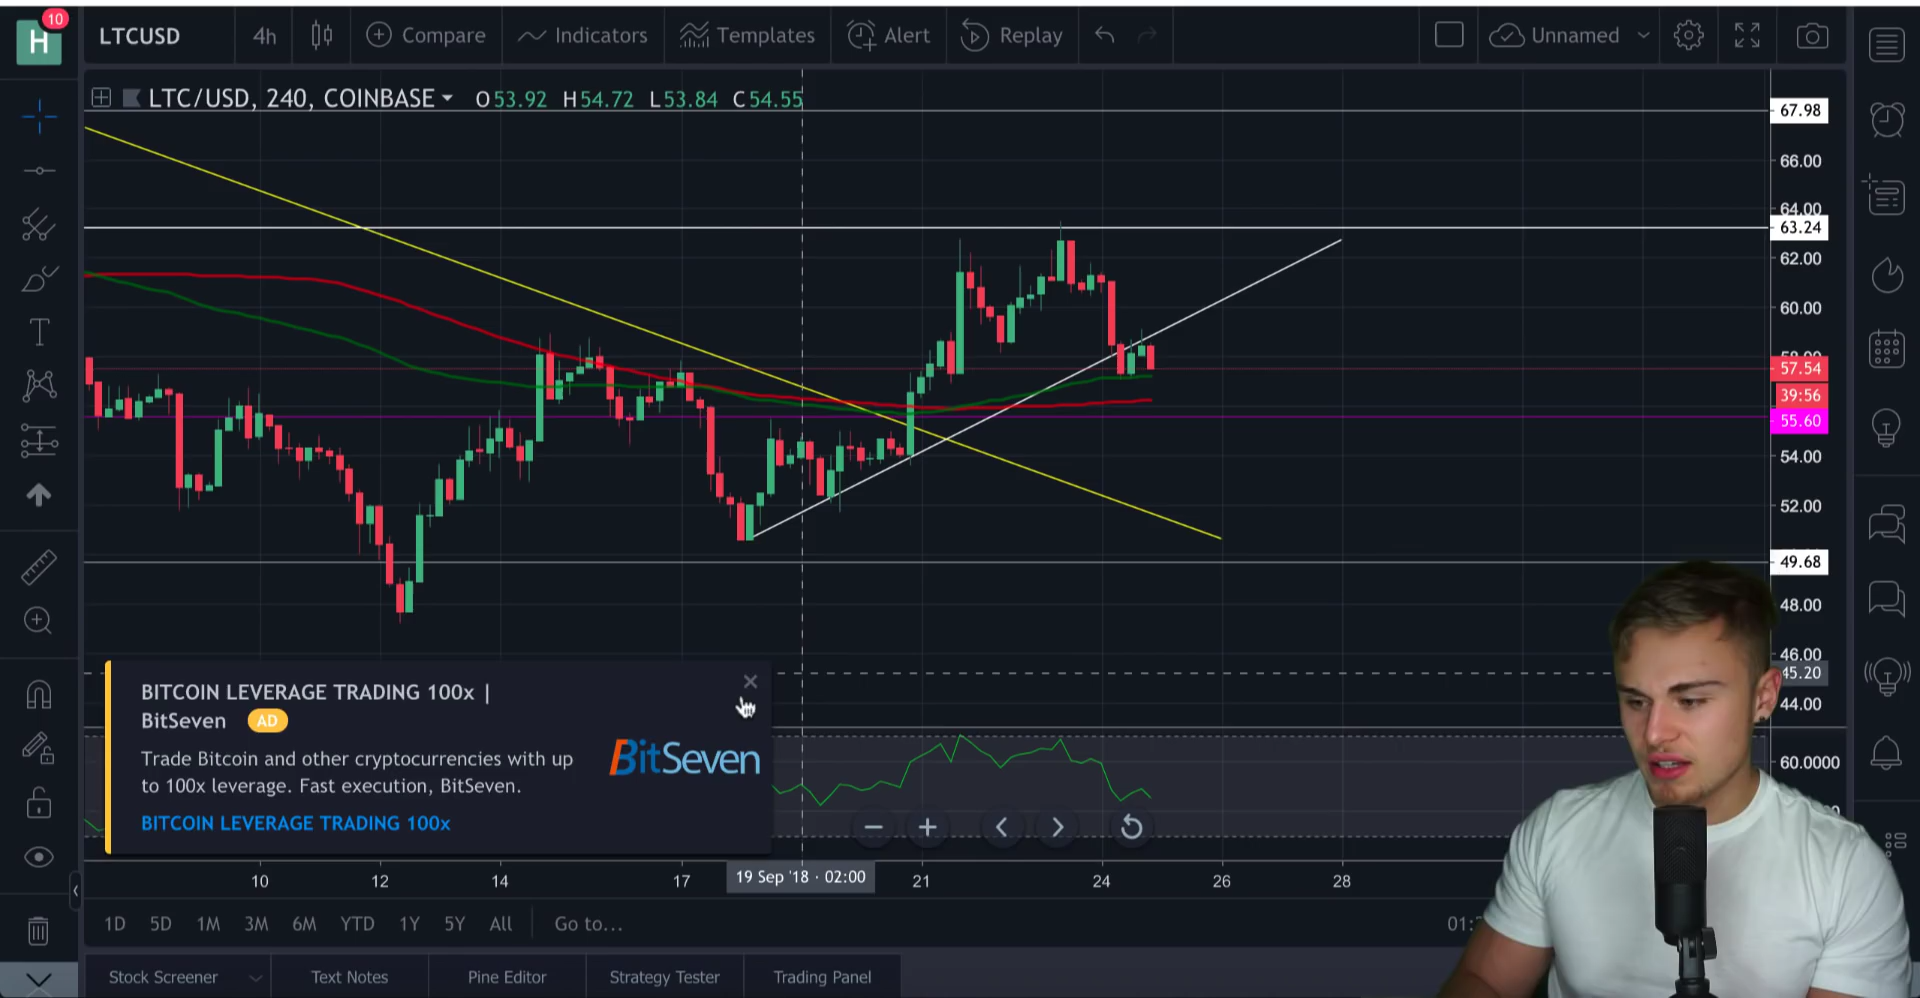 10
H
LTCUSD
4h
Compare
Indicators
Templates
Alert
Replay
Unnamed
LTC/USD, 240, COINBASE
O53.92 H54.72 L53.84 C54.55
67.98
66.00
64.00
63.24
62.00
60.00
58.00
57.54
39:56
55.60
54.00
52.00
49.68
48.00
46.00
45.20
44.00
60.0000
BITCOIN LEVERAGE TRADING 100x |
BitSeven AD
Trade Bitcoin and other cryptocurrencies with up
to 100x leverage. Fast execution, BitSeven.
BITCOIN LEVERAGE TRADING 100x
BitSeven
10 12 14 17 19 Sep '18 · 02:00 21 24 26 28
1D 5D 1M 3M 6M YTD 1Y 5Y All Go to...
Stock Screener Text Notes Pine Editor Strategy Tester Trading Panel